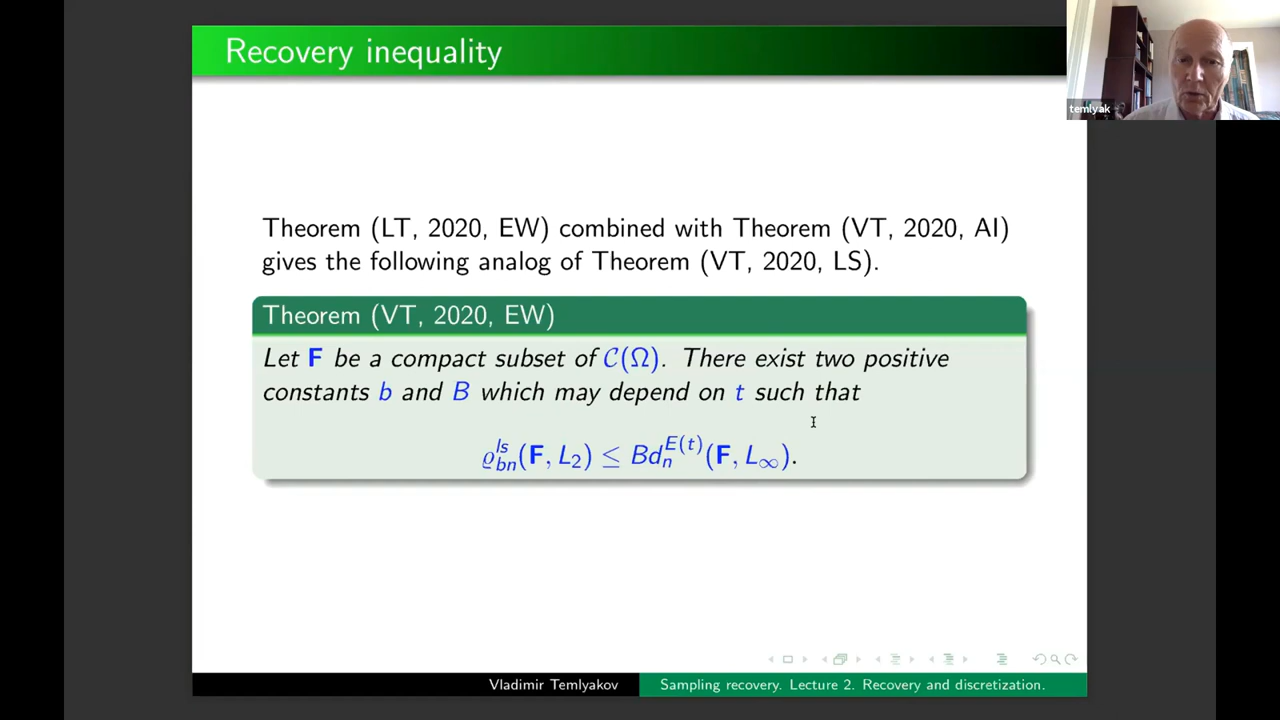 Recovery inequality
temlyak
Theorem (LT, 2020, EW) combined with Theorem (VT, 2020, AI)
gives the following analog of Theorem (VT, 2020, LS).
Theorem (VT, 2020, EW)
Let F be a compact subset of 𝒞(Ω). There exist two positive
constants b and B which may depend on t such that
ϱ_{bn}^{ls}(F, L_2) ≤ Bd_n^{E(t)}(F, L_∞).
Vladimir Temlyakov
Sampling recovery. Lecture 2. Recovery and discretization.